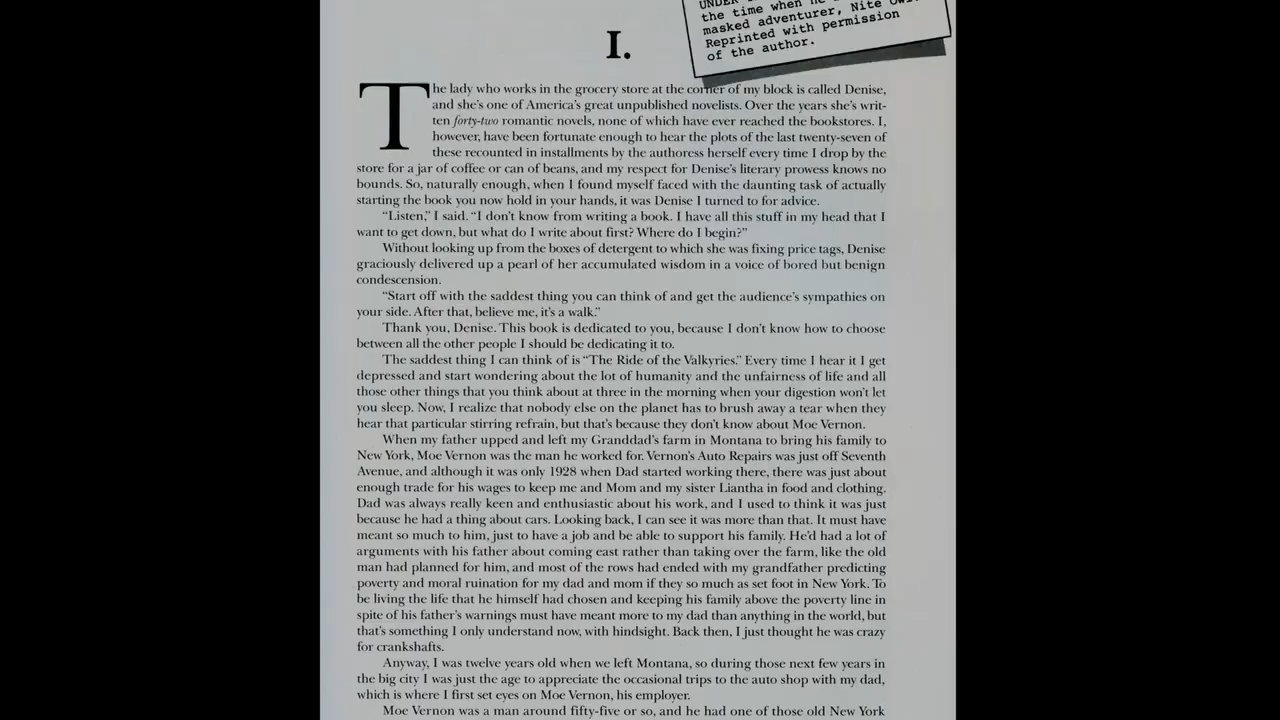 the time when he
masked adventurer, Nite
Reprinted with permission
of the author.
I.
The lady who works in the grocery store at the corner of my block is called Denise,
and she's one of America's great unpublished novelists. Over the years she's writ-
ten forty-two romantic novels, none of which have ever reached the bookstores. I,
however, have been fortunate enough to hear the plots of the last twenty-seven of
these recounted in installments by the authoress herself every time I drop by the
store for a jar of coffee or can of beans, and my respect for Denise's literary prowess knows no
bounds. So, naturally enough, when I found myself faced with the daunting task of actually
starting the book you now hold in your hands, it was Denise I turned to for advice.
"Listen," I said. "I don't know from writing a book. I have all this stuff in my head that I
want to get down, but what do I write about first? Where do I begin?"
Without looking up from the boxes of detergent to which she was fixing price tags, Denise
graciously delivered up a pearl of her accumulated wisdom in a voice of bored but benign
condescension.
"Start off with the saddest thing you can think of and get the audience's sympathies on
your side. After that, believe me, it's a walk."
Thank you, Denise. This book is dedicated to you, because I don't know how to choose
between all the other people I should be dedicating it to.
The saddest thing I can think of is "The Ride of the Valkyries." Every time I hear it I get
depressed and start wondering about the lot of humanity and the unfairness of life and all
those other things that you think about at three in the morning when your digestion won't let
you sleep. Now, I realize that nobody else on the planet has to brush away a tear when they
hear that particular stirring refrain, but that's because they don't know about Moe Vernon.
When my father upped and left my Granddad's farm in Montana to bring his family to
New York, Moe Vernon was the man he worked for. Vernon's Auto Repairs was just off Seventh
Avenue, and although it was only 1928 when Dad started working there, there was just about
enough trade for his wages to keep me and Mom and my sister Liantha in food and clothing.
Dad was always really keen and enthusiastic about his work, and I used to think it was just
because he had a thing about cars. Looking back, I can see it was more than that. It must have
meant so much to him, just to have a job and be able to support his family. He'd had a lot of
arguments with his father about coming east rather than taking over the farm, like the old
man had planned for him, and most of the rows had ended with my grandfather predicting
poverty and moral ruination for my dad and mom if they so much as set foot in New York. To
be living the life that he himself had chosen and keeping his family above the poverty line in
spite of his father's warnings must have meant more to my dad than anything in the world, but
that's something I only understand now, with hindsight. Back then, I just thought he was crazy
for crankshafts.
Anyway, I was twelve years old when we left Montana, so during those next few years in
the big city I was just the age to appreciate the occasional trips to the auto shop with my dad,
which is where I first set eyes on Moe Vernon, his employer.
Moe Vernon was a man around fifty-five or so, and he had one of those old New York